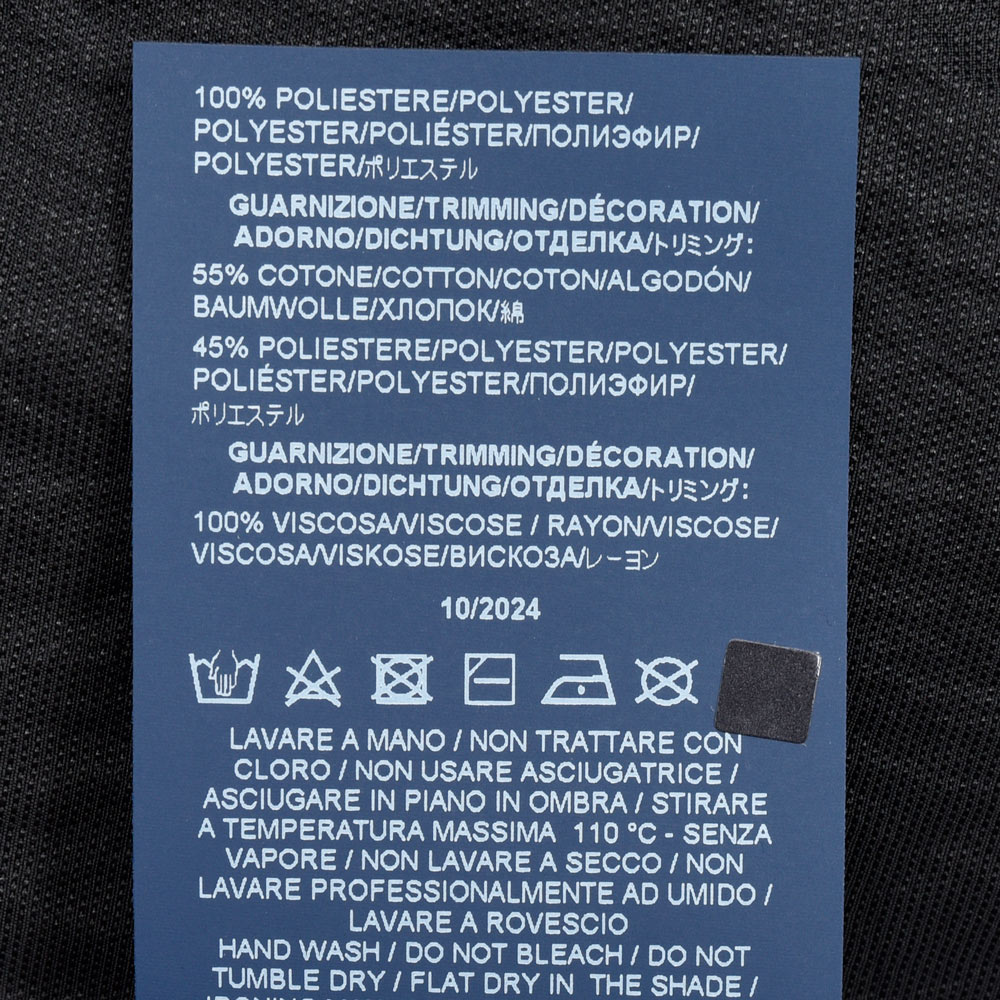 100% POLIESTERE/POLYESTER/
POLYESTER/POLIÉSTER/ПОЛИЭФИР/
POLYESTER/ポリエステル
GUARNIZIONE/TRIMMING/DÉCORATION/
ADORNO/DICHTUNG/ОТДЕЛКА/トリミング:
55% COTONE/COTTON/COTON/ALGODÓN/
BAUMWOLLE/ХЛОПОК/綿
45% POLIESTERE/POLYESTER/POLYESTER/
POLIÉSTER/POLYESTER/ПОЛИЭФИР/
ポリエステル
GUARNIZIONE/TRIMMING/DÉCORATION/
ADORNO/DICHTUNG/ОТДЕЛКА/トリミング:
100% VISCOSA/VISCOSE / RAYON/VISCOSE/
VISCOSA/VISKOSE/ВИСКОЗА/レーヨン
10/2024
LAVARE A MANO / NON TRATTARE CON
CLORO / NON USARE ASCIUGATRICE /
ASCIUGARE IN PIANO IN OMBRA / STIRARE
A TEMPERATURA MASSIMA 110 °C - SENZA
VAPORE / NON LAVARE A SECCO / NON
LAVARE PROFESSIONALMENTE AD UMIDO /
LAVARE A ROVESCIO
HAND WASH / DO NOT BLEACH / DO NOT
TUMBLE DRY / FLAT DRY IN THE SHADE /